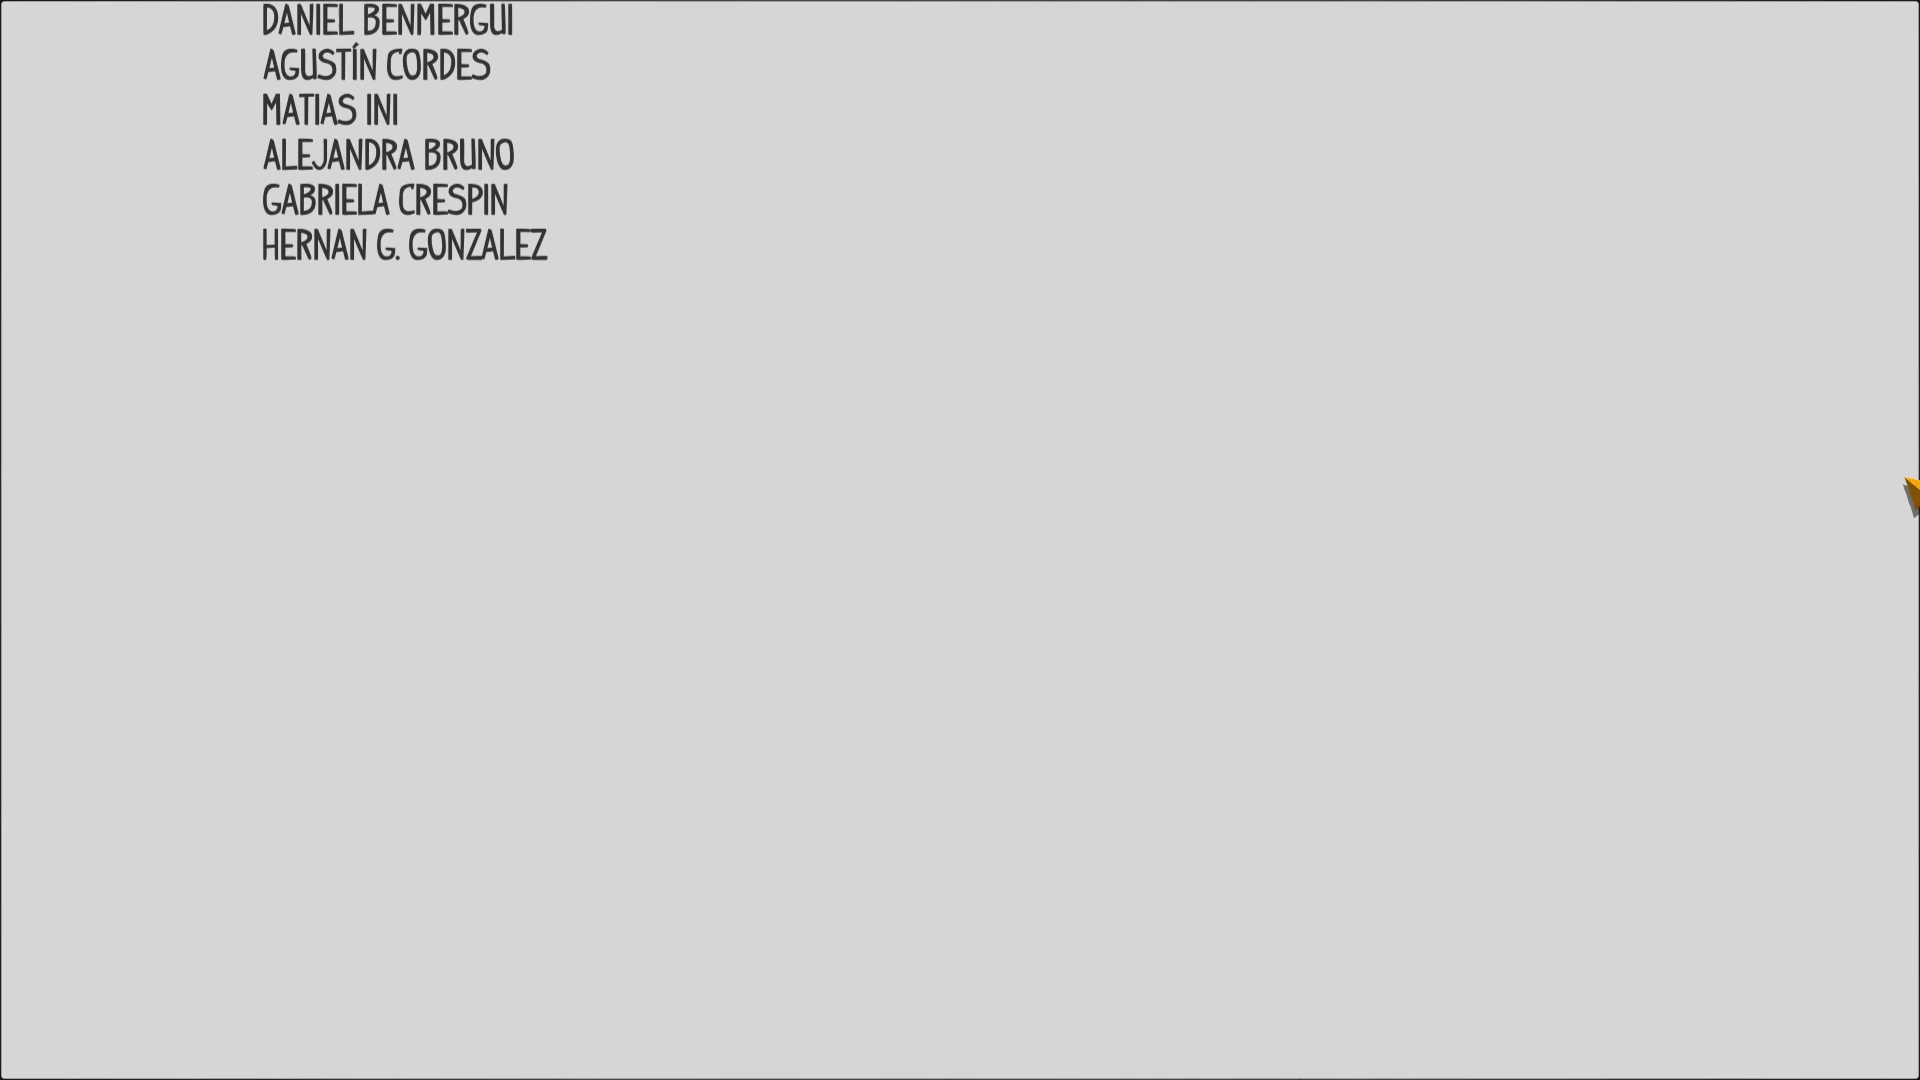 DANIEL BENMERGUI
AGUSTÍN CORDES
MATIAS INI
ALEJANDRA BRUNO
GABRIELA CRESPIN
HERNAN G. GONZALEZ